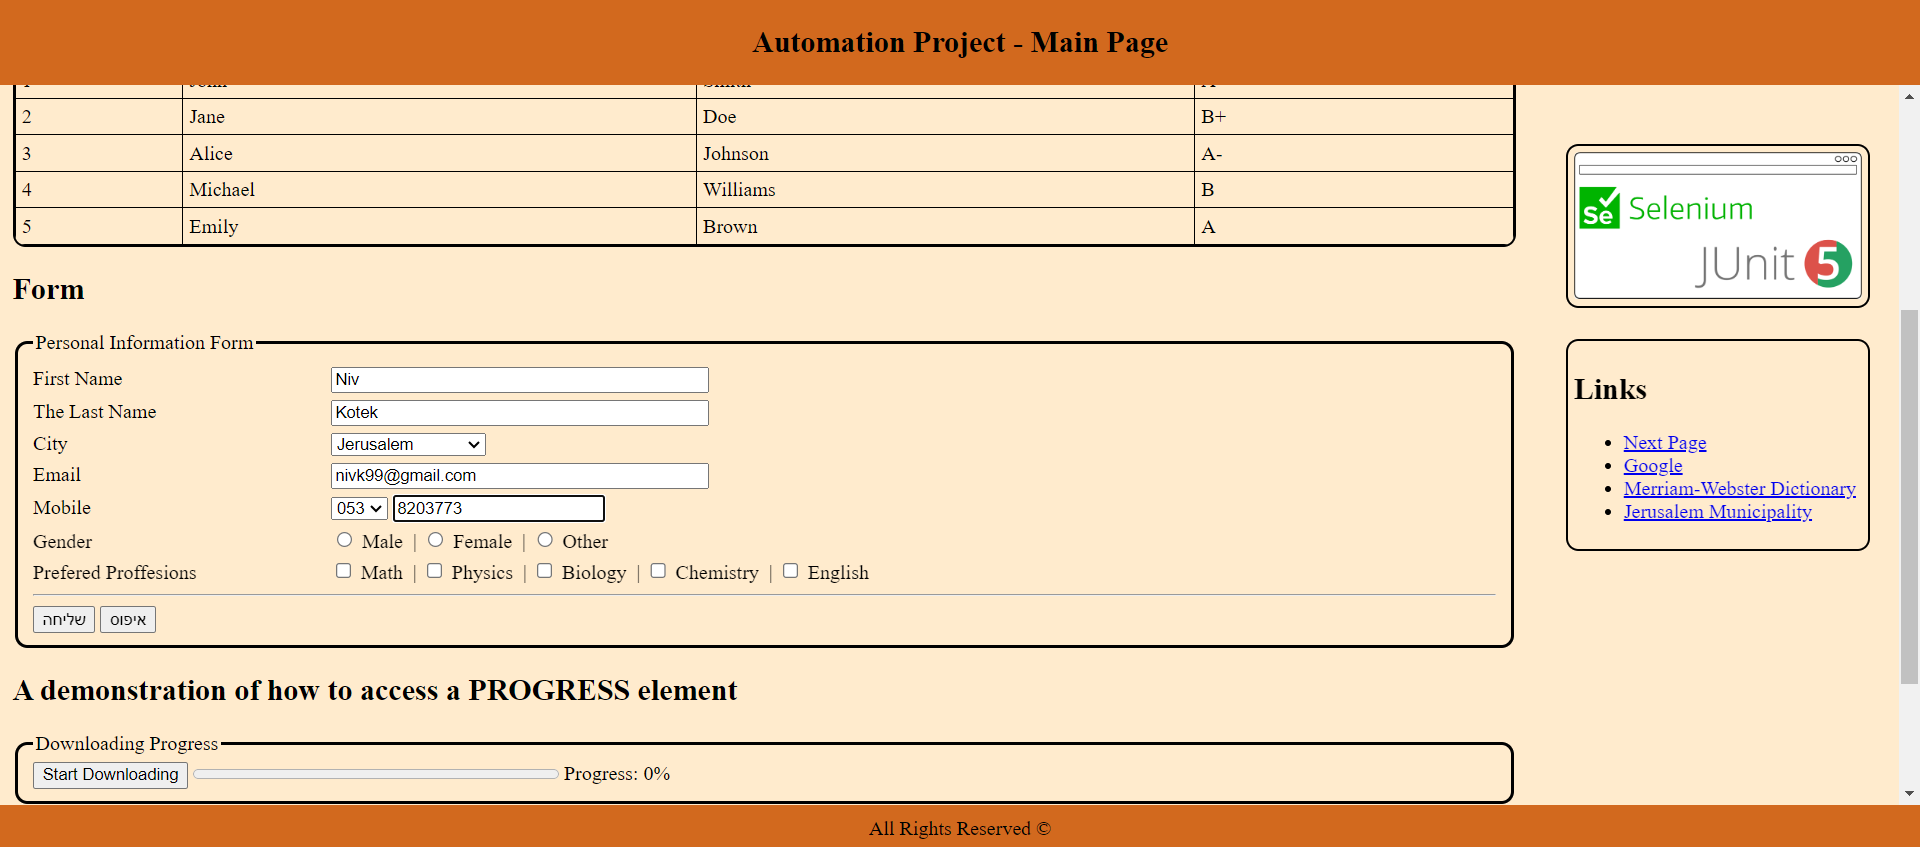 Automation Project - Main Page
2 Jane Doe B+
3 Alice Johnson A-
4 Michael Williams B
5 Emily Brown A
Form
Personal Information Form
First Name Niv
The Last Name Kotek
City Jerusalem
Email nivk99@gmail.com
Mobile 053 8203773
Gender Male | Female | Other
Prefered Proffesions Math | Physics | Biology | Chemistry | English
שליחה איפוס
A demonstration of how to access a PROGRESS element
Downloading Progress
Start Downloading Progress: 0%
Se Selenium
JUnit 5
Links
Next Page
Google
Merriam-Webster Dictionary
Jerusalem Municipality
All Rights Reserved ©